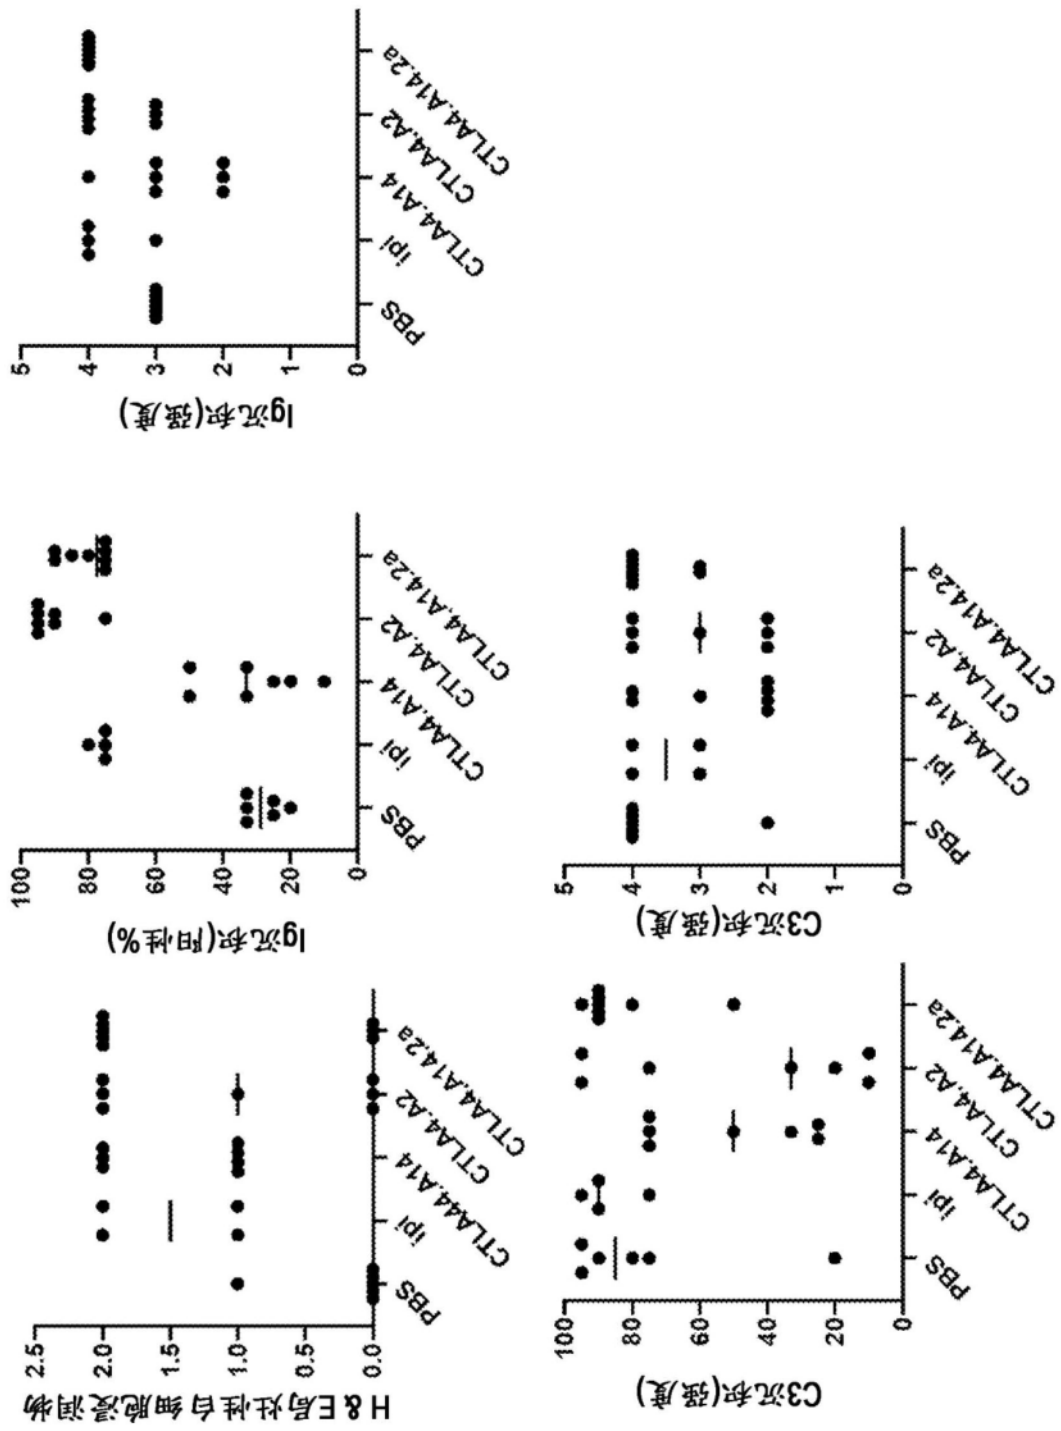 H & E局灶性白细胞浸润物
2.5
2.0
1.5
1.0
0.5
0.0
PBS
ipi
CTLA44.A14
CTLA4.A2
CTLA4.A14.2a
Ig沉积(阳性%)
100
80
60
40
20
0
PBS
ipi
CTLA4.A14
CTLA4.A2
CTLA4.A14.2a
Ig沉积(强度)
5
4
3
2
1
0
PBS
ipi
CTLA4.A14
CTLA4.A2
CTLA4.A14.2a
C3沉积(强度)
100
80
60
40
20
0
PBS
ipi
CTLA4.A14
CTLA4.A2
CTLA4.A14.2a
C3沉积(强度)
5
4
3
2
1
0
PBS
ipi
CTLA4.A14
CTLA4.A2
CTLA4.A14.2a